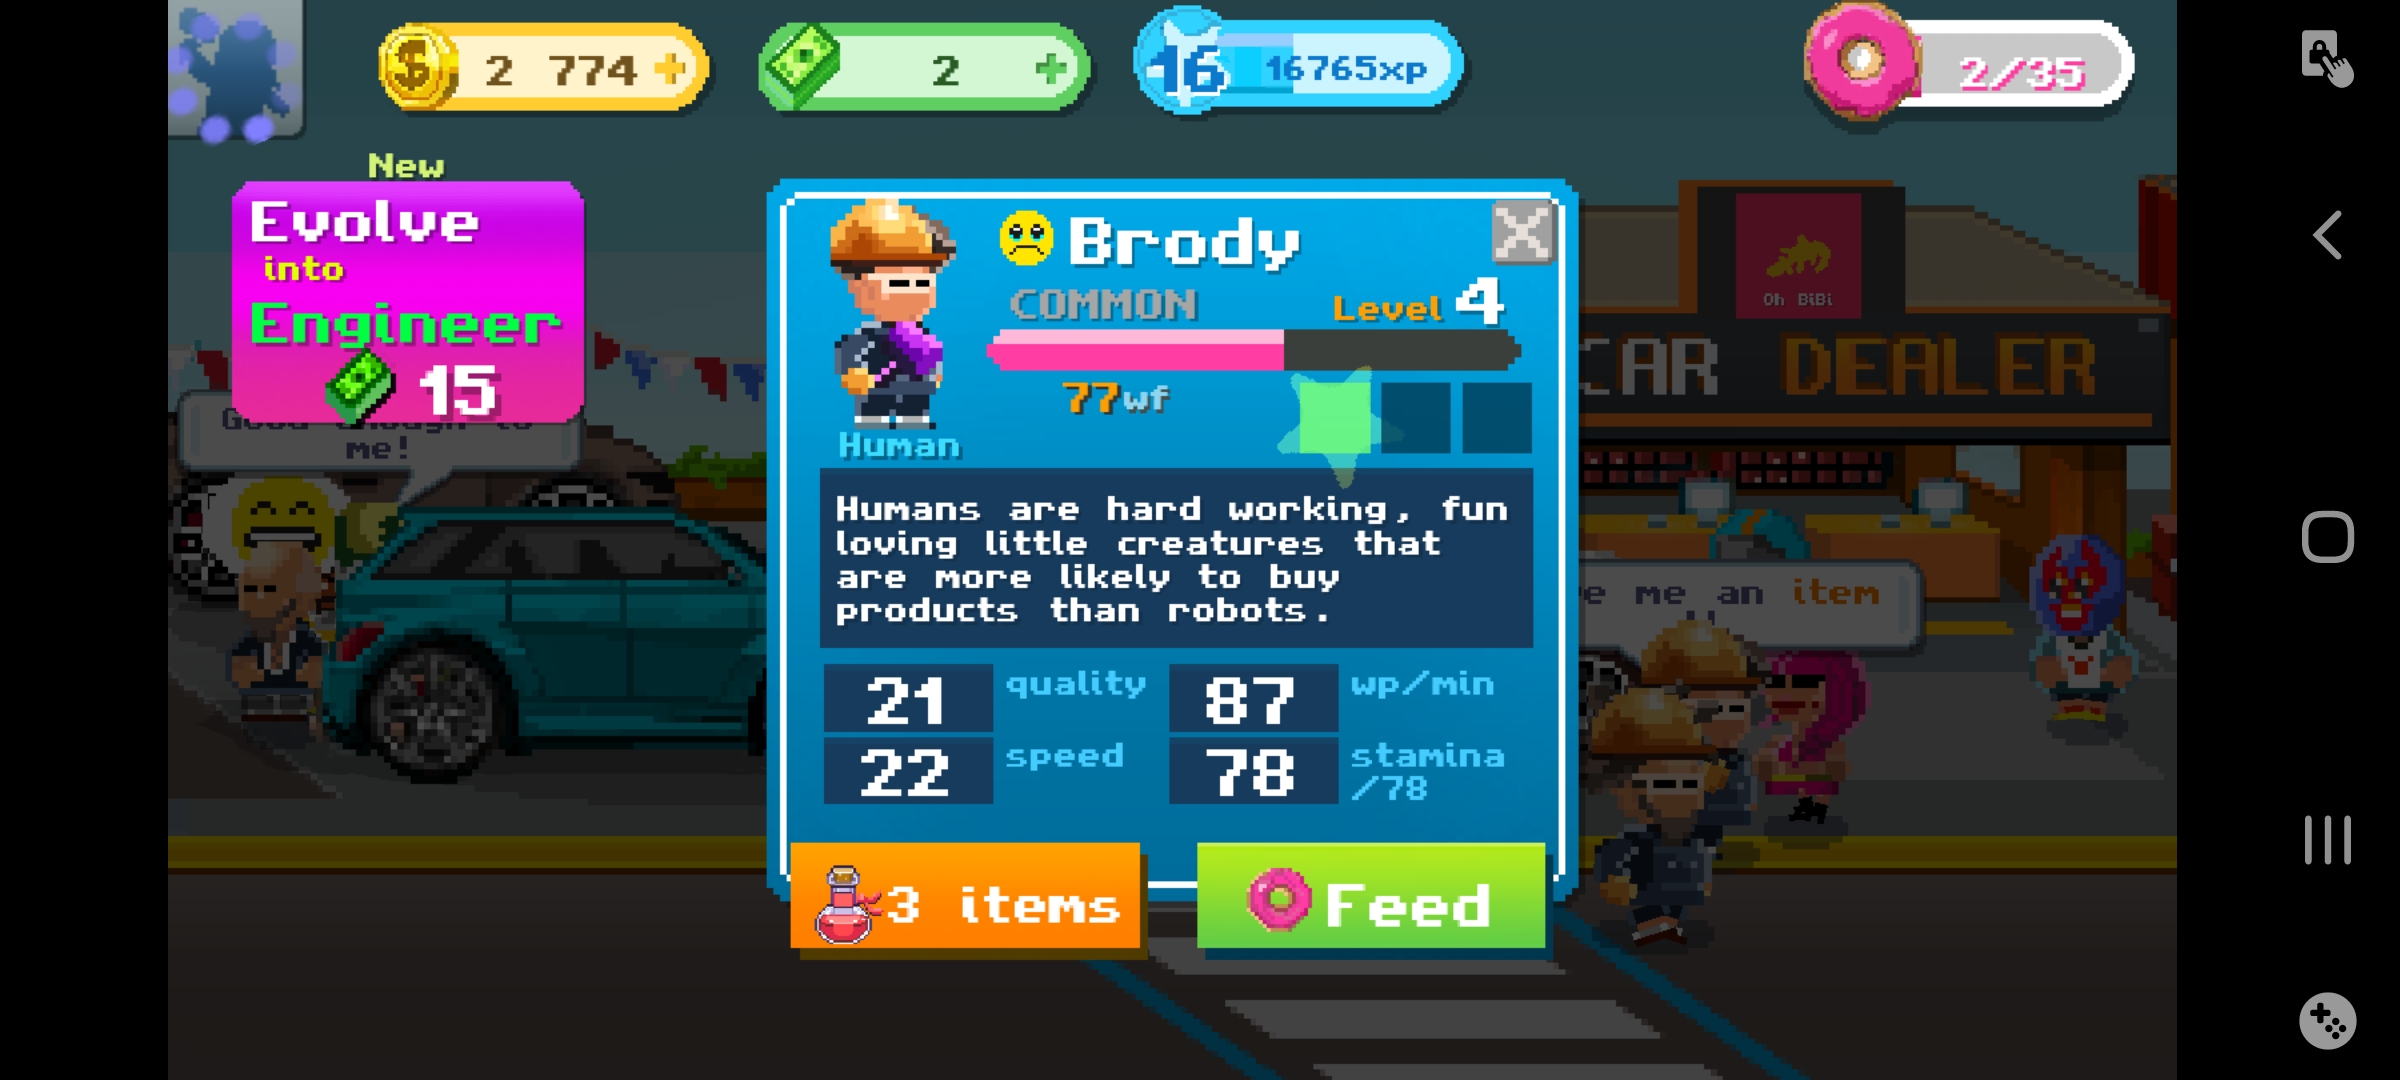 2 774 +
2 +
16 16765xp
2/35
New
Evolve
into
Engineer
15
me!
Brody
COMMON Level 4
77wf
Human
Humans are hard working, fun
loving little creatures that
are more likely to buy
products than robots.
21 quality 87 wp/min
22 speed 78 stamina
/78
3 items
Feed
Oh BiBi
CAR DEALER
me an item